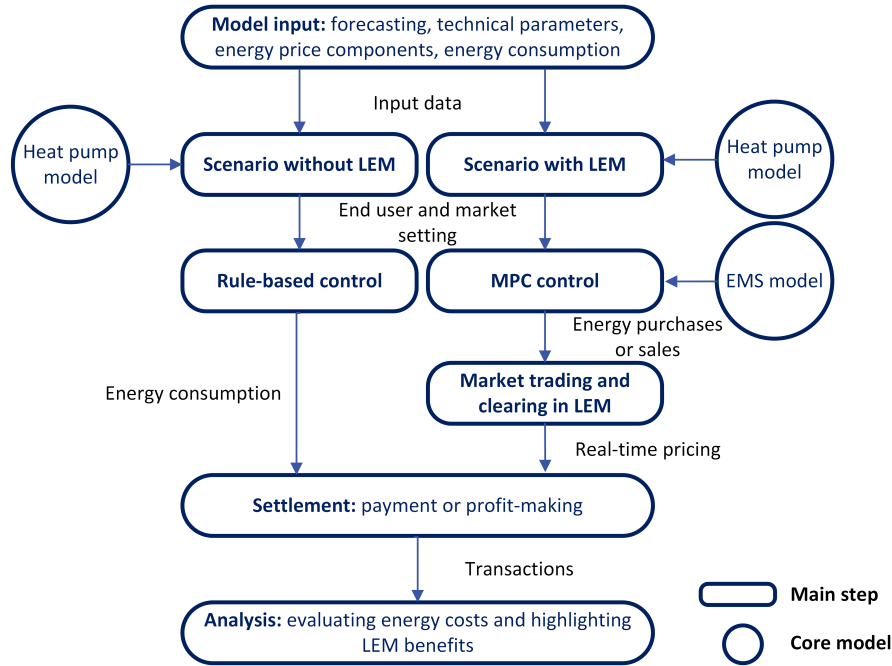 Model input: forecasting, technical parameters,
energy price components, energy consumption
Input data
Heat pump
model
Scenario without LEM
Scenario with LEM
Heat pump
model
End user and market
setting
Rule-based control
MPC control
EMS model
Energy purchases
or sales
Energy consumption
Market trading and
clearing in LEM
Real-time pricing
Settlement: payment or profit-making
Transactions
Analysis: evaluating energy costs and highlighting
LEM benefits
Main step
Core model